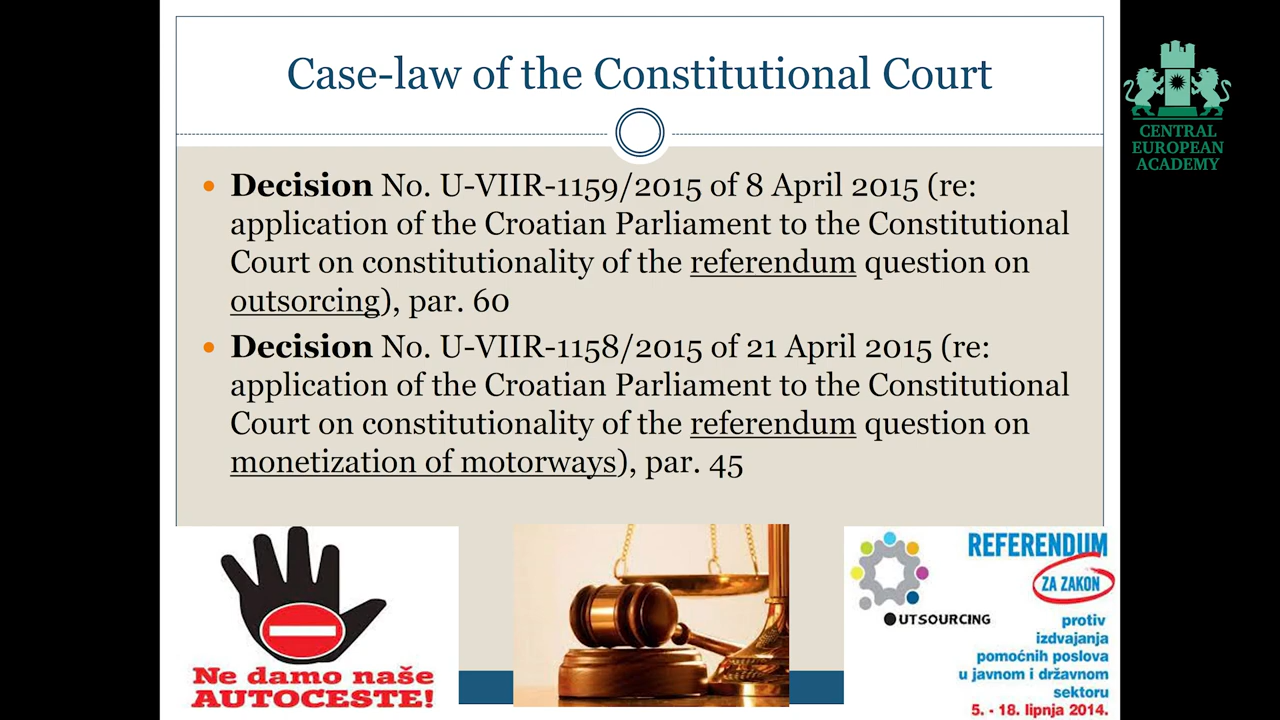 Case-law of the Constitutional Court
CENTRAL
EUROPEAN
ACADEMY
Decision No. U-VIIR-1159/2015 of 8 April 2015 (re:
application of the Croatian Parliament to the Constitutional
Court on constitutionality of the referendum question on
outsorcing), par. 60
Decision No. U-VIIR-1158/2015 of 21 April 2015 (re:
application of the Croatian Parliament to the Constitutional
Court on constitutionality of the referendum question on
monetization of motorways), par. 45
Ne damo naše
AUTOCESTE!
REFERENDUM
ZA ZAKON
OUTSOURCING
protiv
izdvajanja
pomoćnih poslova
u javnom i državnom
sektoru
5. - 18. lipnja 2014.